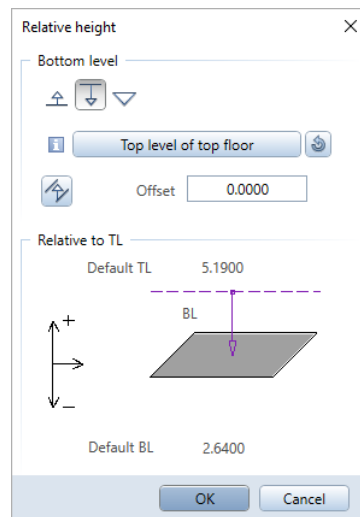 Relative height
Bottom level
Top level of top floor
Offset 0.0000
Relative to TL
Default TL 5.1900
BL
+
−
Default BL 2.6400
OK Cancel